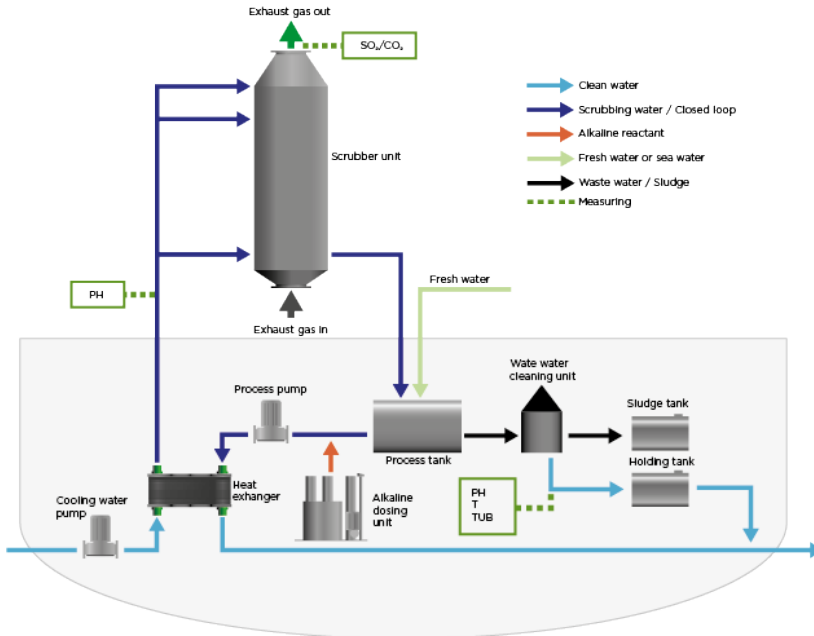 Exhaust gas out
SO₂/CO₂
Clean water
Scrubbing water / Closed loop
Alkaline reactant
Fresh water or sea water
Waste water / Sludge
Measuring
Scrubber unit
PH
Fresh water
Exhaust gas in
Wate water
cleaning unit
Process pump
Sludge tank
Process tank
Holding tank
Heat
exhanger
Alkaline
dosing
unit
PH
T
TUB
Cooling water
pump